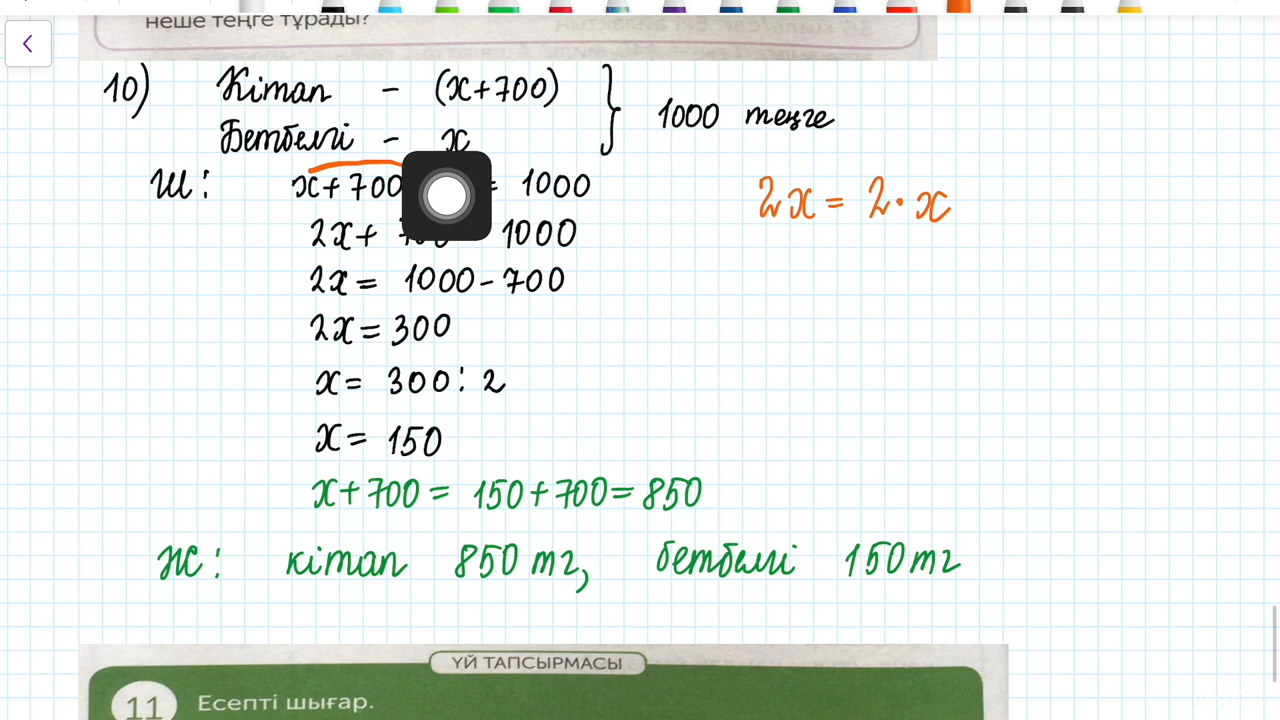 неше теңге тұрады?
10) Кітап - (x+700)
Бетбелгі - x
1000 теңге
Ш: x+700 = 1000
2x = 2·x
2x+ 1000
2x = 1000-700
2x = 300
x = 300:2
x = 150
x+700 = 150+700 = 850
Ж: кітап 850 тг, бетбелгі 150 тг
ҮЙ ТАПСЫРМАСЫ
11 Есепті шығар.